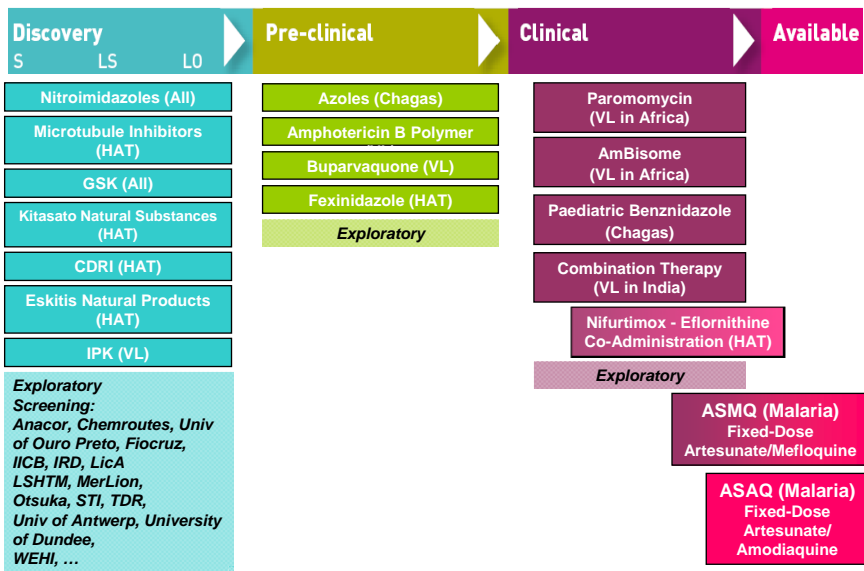 Discovery
S LS LO
Pre-clinical
Clinical
Available
Nitroimidazoles (All)
Microtubule Inhibitors
(HAT)
GSK (All)
Kitasato Natural Substances
(HAT)
CDRI (HAT)
Eskitis Natural Products
(HAT)
IPK (VL)
Exploratory
Screening:
Anacor, Chemroutes, Univ
of Ouro Preto, Fiocruz,
IICB, IRD, LicA
LSHTM, MerLion,
Otsuka, STI, TDR,
Univ of Antwerp, University
of Dundee,
WEHI, …
Azoles (Chagas)
Amphotericin B Polymer
Buparvaquone (VL)
Fexinidazole (HAT)
Exploratory
Paromomycin
(VL in Africa)
AmBisome
(VL in Africa)
Paediatric Benznidazole
(Chagas)
Combination Therapy
(VL in India)
Nifurtimox - Eflornithine
Co-Administration (HAT)
Exploratory
ASMQ (Malaria)
Fixed-Dose
Artesunate/Mefloquine
ASAQ (Malaria)
Fixed-Dose
Artesunate/
Amodiaquine